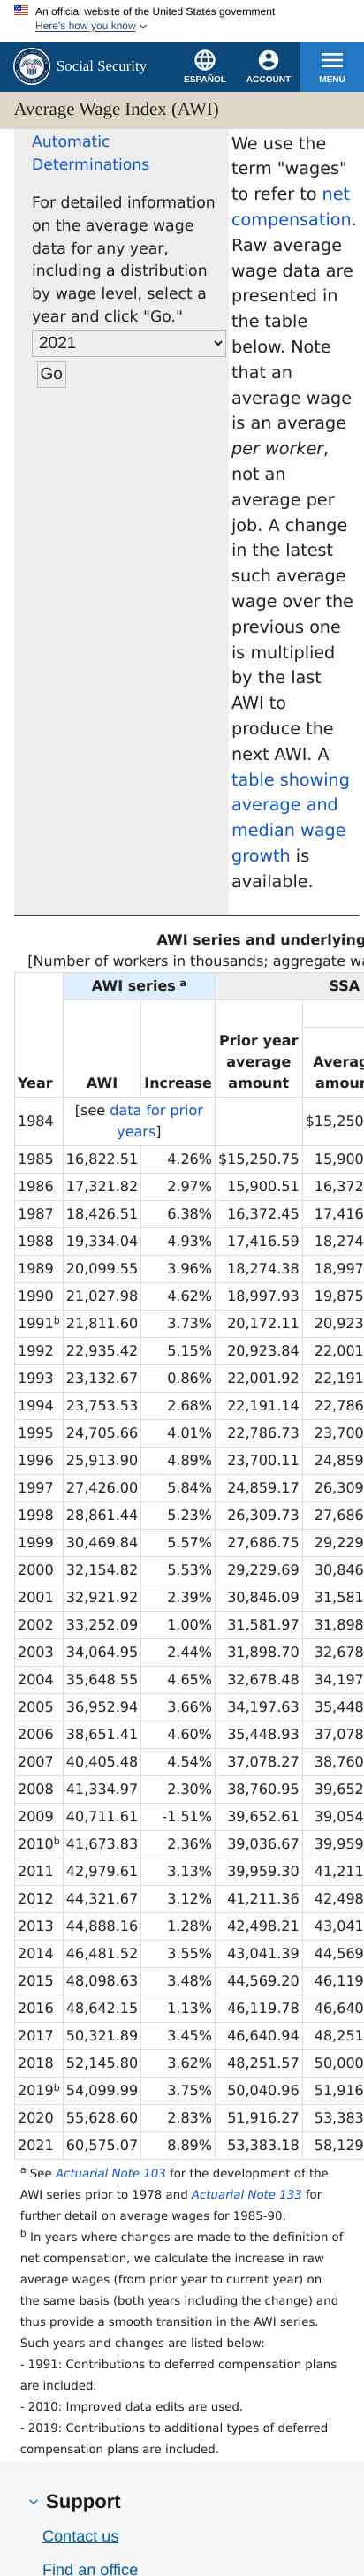 An official website of the United States government
Here's how you know
Social Security
ESPAÑOL ACCOUNT MENU
Average Wage Index (AWI)
Automatic
Determinations
For detailed information
on the average wage
data for any year,
including a distribution
by wage level, select a
year and click "Go."
2021
Go
We use the
term "wages"
to refer to net
compensation.
Raw average
wage data are
presented in
the table
below. Note
that an
average wage
is an average
per worker,
not an
average per
job. A change
in the latest
such average
wage over the
previous one
is multiplied
by the last
AWI to
produce the
next AWI. A
table showing
average and
median wage
growth is
available.
AWI series and underlying
[Number of workers in thousands; aggregate wa
AWI series a SSA
Year AWI Increase Prior year average amount Averag amour
1984 [see data for prior years] $15,250
1985 16,822.51 4.26% $15,250.75 15,900
1986 17,321.82 2.97% 15,900.51 16,372
1987 18,426.51 6.38% 16,372.45 17,416
1988 19,334.04 4.93% 17,416.59 18,274
1989 20,099.55 3.96% 18,274.38 18,997
1990 21,027.98 4.62% 18,997.93 19,875
1991b 21,811.60 3.73% 20,172.11 20,923
1992 22,935.42 5.15% 20,923.84 22,001
1993 23,132.67 0.86% 22,001.92 22,191
1994 23,753.53 2.68% 22,191.14 22,786
1995 24,705.66 4.01% 22,786.73 23,700
1996 25,913.90 4.89% 23,700.11 24,859
1997 27,426.00 5.84% 24,859.17 26,309
1998 28,861.44 5.23% 26,309.73 27,686
1999 30,469.84 5.57% 27,686.75 29,229
2000 32,154.82 5.53% 29,229.69 30,846
2001 32,921.92 2.39% 30,846.09 31,581
2002 33,252.09 1.00% 31,581.97 31,898
2003 34,064.95 2.44% 31,898.70 32,678
2004 35,648.55 4.65% 32,678.48 34,197
2005 36,952.94 3.66% 34,197.63 35,448
2006 38,651.41 4.60% 35,448.93 37,078
2007 40,405.48 4.54% 37,078.27 38,760
2008 41,334.97 2.30% 38,760.95 39,652
2009 40,711.61 -1.51% 39,652.61 39,054
2010b 41,673.83 2.36% 39,036.67 39,959
2011 42,979.61 3.13% 39,959.30 41,211
2012 44,321.67 3.12% 41,211.36 42,498
2013 44,888.16 1.28% 42,498.21 43,041
2014 46,481.52 3.55% 43,041.39 44,569
2015 48,098.63 3.48% 44,569.20 46,119
2016 48,642.15 1.13% 46,119.78 46,640
2017 50,321.89 3.45% 46,640.94 48,251
2018 52,145.80 3.62% 48,251.57 50,000
2019b 54,099.99 3.75% 50,040.96 51,916
2020 55,628.60 2.83% 51,916.27 53,383
2021 60,575.07 8.89% 53,383.18 58,129
a See Actuarial Note 103 for the development of the
AWI series prior to 1978 and Actuarial Note 133 for
further detail on average wages for 1985-90.
b In years where changes are made to the definition of
net compensation, we calculate the increase in raw
average wages (from prior year to current year) on
the same basis (both years including the change) and
thus provide a smooth transition in the AWI series.
Such years and changes are listed below:
- 1991: Contributions to deferred compensation plans
are included.
- 2010: Improved data edits are used.
- 2019: Contributions to additional types of deferred
compensation plans are included.
Support
Contact us
Find an office